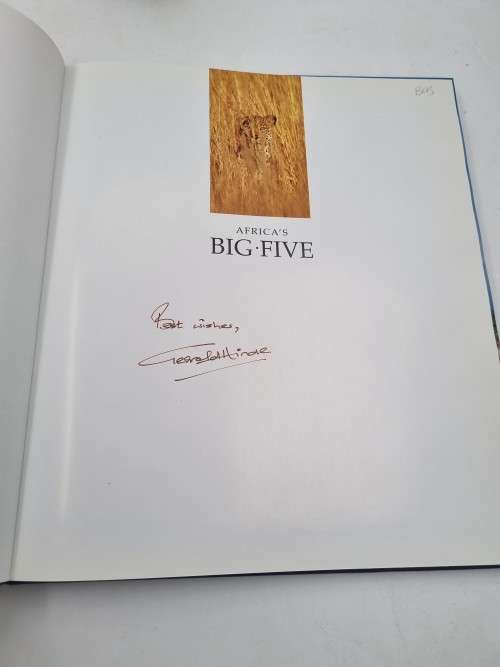 AFRICA'S
BIG·FIVE
Best wishes,
Gerald Hinde